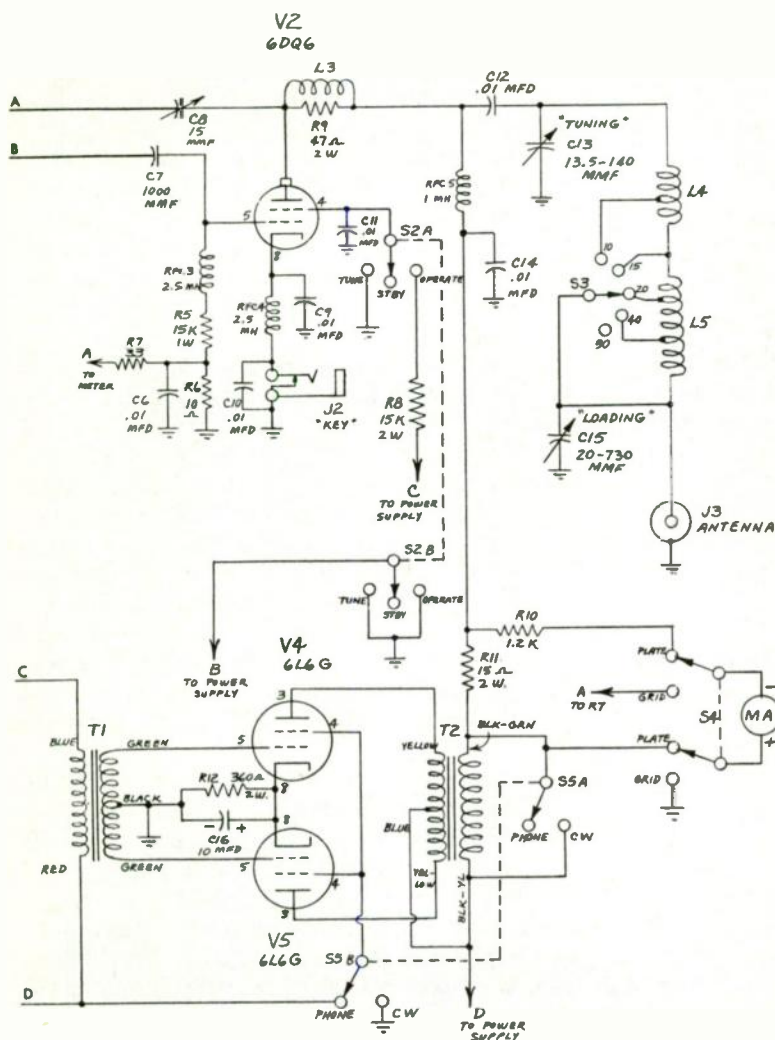 V2
6DQ6
L3
A
C8
15
MMF
R9
47Ω
2W
C12
.01 MFD
"TUNING"
C13
13.5-140
MMF
B
C7
1000
MMF
5
4
8
C11
.01
MFD
S2A
TUNE
STBY
OPERATE
RFC5
1 MH
C14
.01
MFD
L4
10
15
S3
20
40
80
L5
RFC3
2.5 MH
R5
15K
1W
RFC4
2.5
MH
C9
.01
MFD
R7
33
A
TO
METER
C6
.01
MFD
R6
10
Ω
C10
.01
MFD
J2
"KEY"
R8
15K
2W
C
TO POWER
SUPPLY
"LOADING"
C15
20-730
MMF
J3
ANTENNA
S2B
TUNE
STBY
OPERATE
B
TO POWER
SUPPLY
R10
1.2K
R11
15Ω
2W.
PLATE
A
TO R7
GRID
S4
MA
-
+
PLATE
GRID
C
V4
6L6G
3
4
5
8
T1
BLUE
GREEN
BLACK
R12
360Ω
2W.
C16
- +
10 MFD
RED
GREEN
8
5
4
3
V5
6L6G
T2
BLK-GRN
YELLOW
BLUE
YEL-
LOW
BLK-YL
S5A
PHONE
CW
S5B
D
PHONE
CW
D
TO POWER
SUPPLY